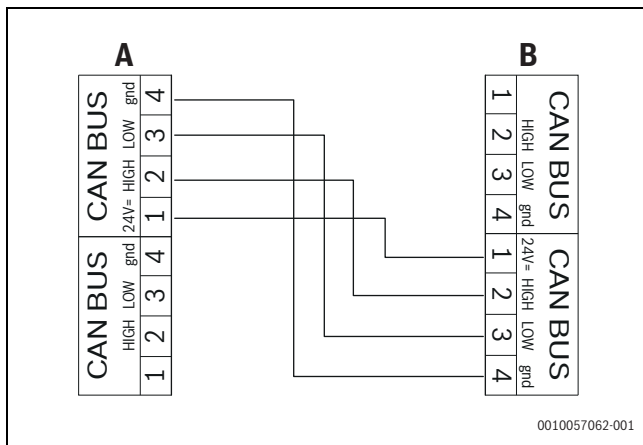 A
CAN BUS
gnd 4
LOW 3
HIGH 2
24V= 1
CAN BUS
gnd 4
LOW 3
HIGH 2
1
B
CAN BUS
1
2 HIGH
3 LOW
4 gnd
CAN BUS
1 24V=
2 HIGH
3 LOW
4 gnd
0010057062-001